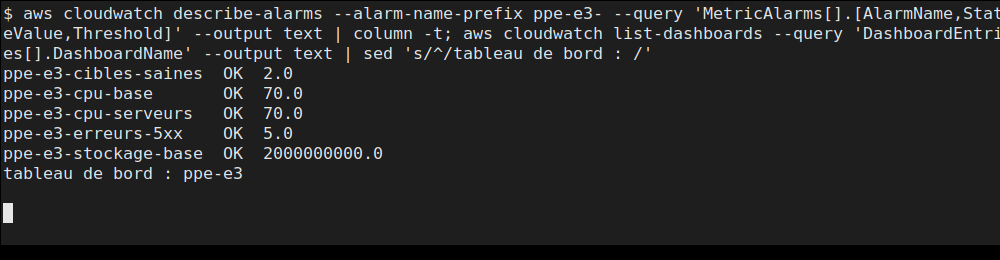 $ aws cloudwatch describe-alarms --alarm-name-prefix ppe-e3- --query 'MetricAlarms[].[AlarmName,Stat
eValue,Threshold]' --output text | column -t; aws cloudwatch list-dashboards --query 'DashboardEntri
es[].DashboardName' --output text | sed 's/^/tableau de bord : /'
ppe-e3-cibles-saines  OK  2.0
ppe-e3-cpu-base       OK  70.0
ppe-e3-cpu-serveurs   OK  70.0
ppe-e3-erreurs-5xx    OK  5.0
ppe-e3-stockage-base  OK  2000000000.0
tableau de bord : ppe-e3